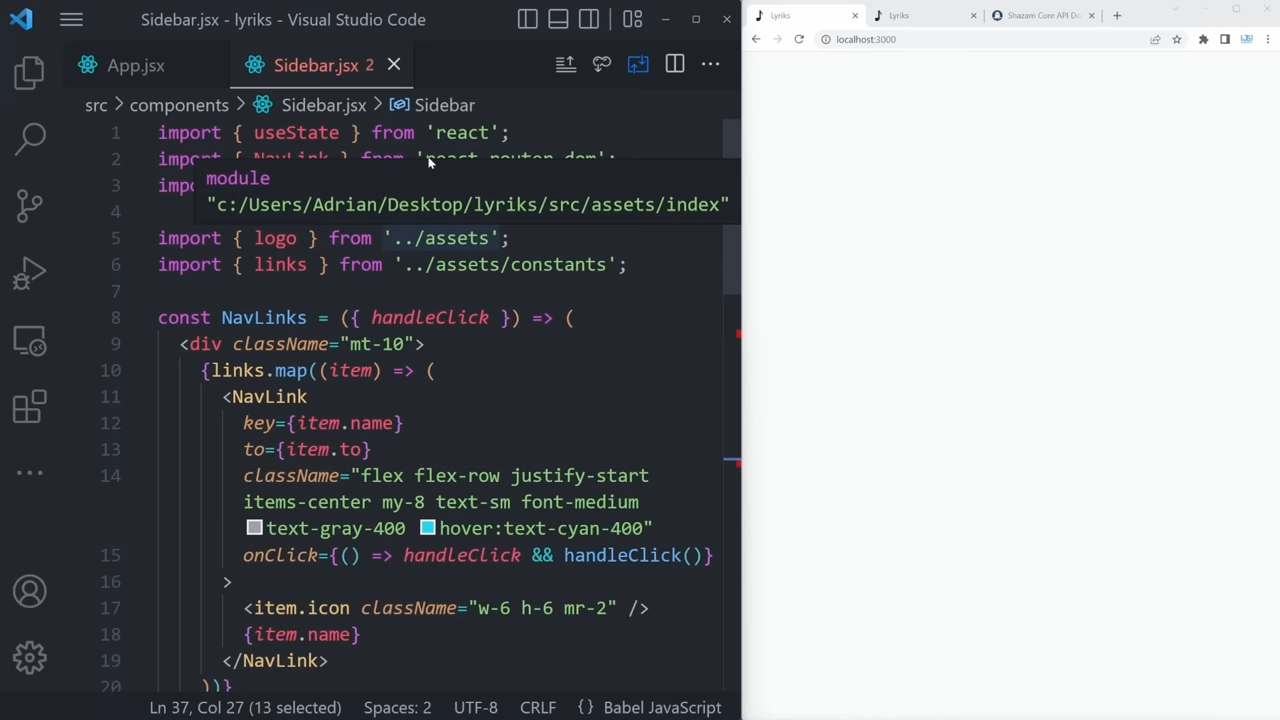 Sidebar.jsx - lyriks - Visual Studio Code
App.jsx
Sidebar.jsx 2
src > components > Sidebar.jsx > Sidebar
1 import { useState } from 'react';
2 import { NavLink } from 'react-router-dom';
3 impo
module
"c:/Users/Adrian/Desktop/lyriks/src/assets/index"
4
5 import { logo } from '../assets';
6 import { links } from '../assets/constants';
7
8 const NavLinks = ({ handleClick }) => (
9 <div className="mt-10">
10 {links.map((item) => (
11 <NavLink
12 key={item.name}
13 to={item.to}
14 className="flex flex-row justify-start
items-center my-8 text-sm font-medium
text-gray-400 hover:text-cyan-400"
15 onClick={() => handleClick && handleClick()}
16 >
17 <item.icon className="w-6 h-6 mr-2" />
18 {item.name}
19 </NavLink>
20 ))}
Ln 37, Col 27 (13 selected) Spaces: 2 UTF-8 CRLF {} Babel JavaScript
Lyriks
Lyriks
Shazam Core API Do
localhost:3000